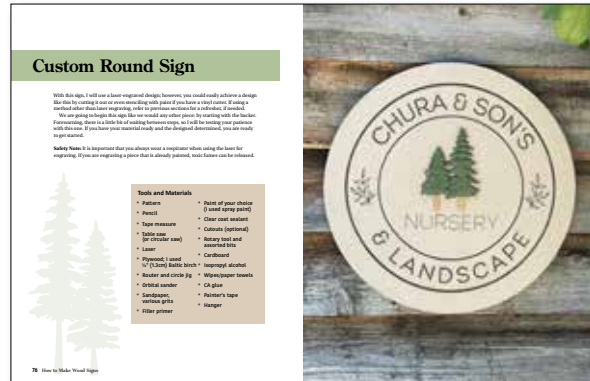 Custom Round Sign
With this sign, I will use a laser-engraved design; however, you could easily achieve a design
like this by cutting it out or even stenciling with paint if you have a vinyl cutter. If using a
method other than laser engraving, refer to previous sections for a refresher, if needed.
We are going to begin this sign like we would any other piece: by starting with the backer.
Forewarning, there is a little bit of waiting between steps, so I will be testing your patience
with this one. If you have your material ready and the designed determined, you are ready
to get started.
Safety Note: It is important that you always wear a respirator when using the laser for
engraving. If you are engraving a piece that is already painted, toxic fumes can be released.
Tools and Materials
• Pattern
• Pencil
• Tape measure
• Table saw
(or circular saw)
• Laser
• Plywood; I used
½" (1.3cm) Baltic birch
• Router and circle jig
• Orbital sander
• Sandpaper,
various grits
• Filler primer
• Paint of your choice
(I used spray paint)
• Clear coat sealant
• Cutouts (optional)
• Rotary tool and
assorted bits
• Cardboard
• Isopropyl alcohol
• Wipes/paper towels
• CA glue
• Painter's tape
• Hanger
76 How to Make Wood Signs
CHURA & SON'S
NURSERY
& LANDSCAPE